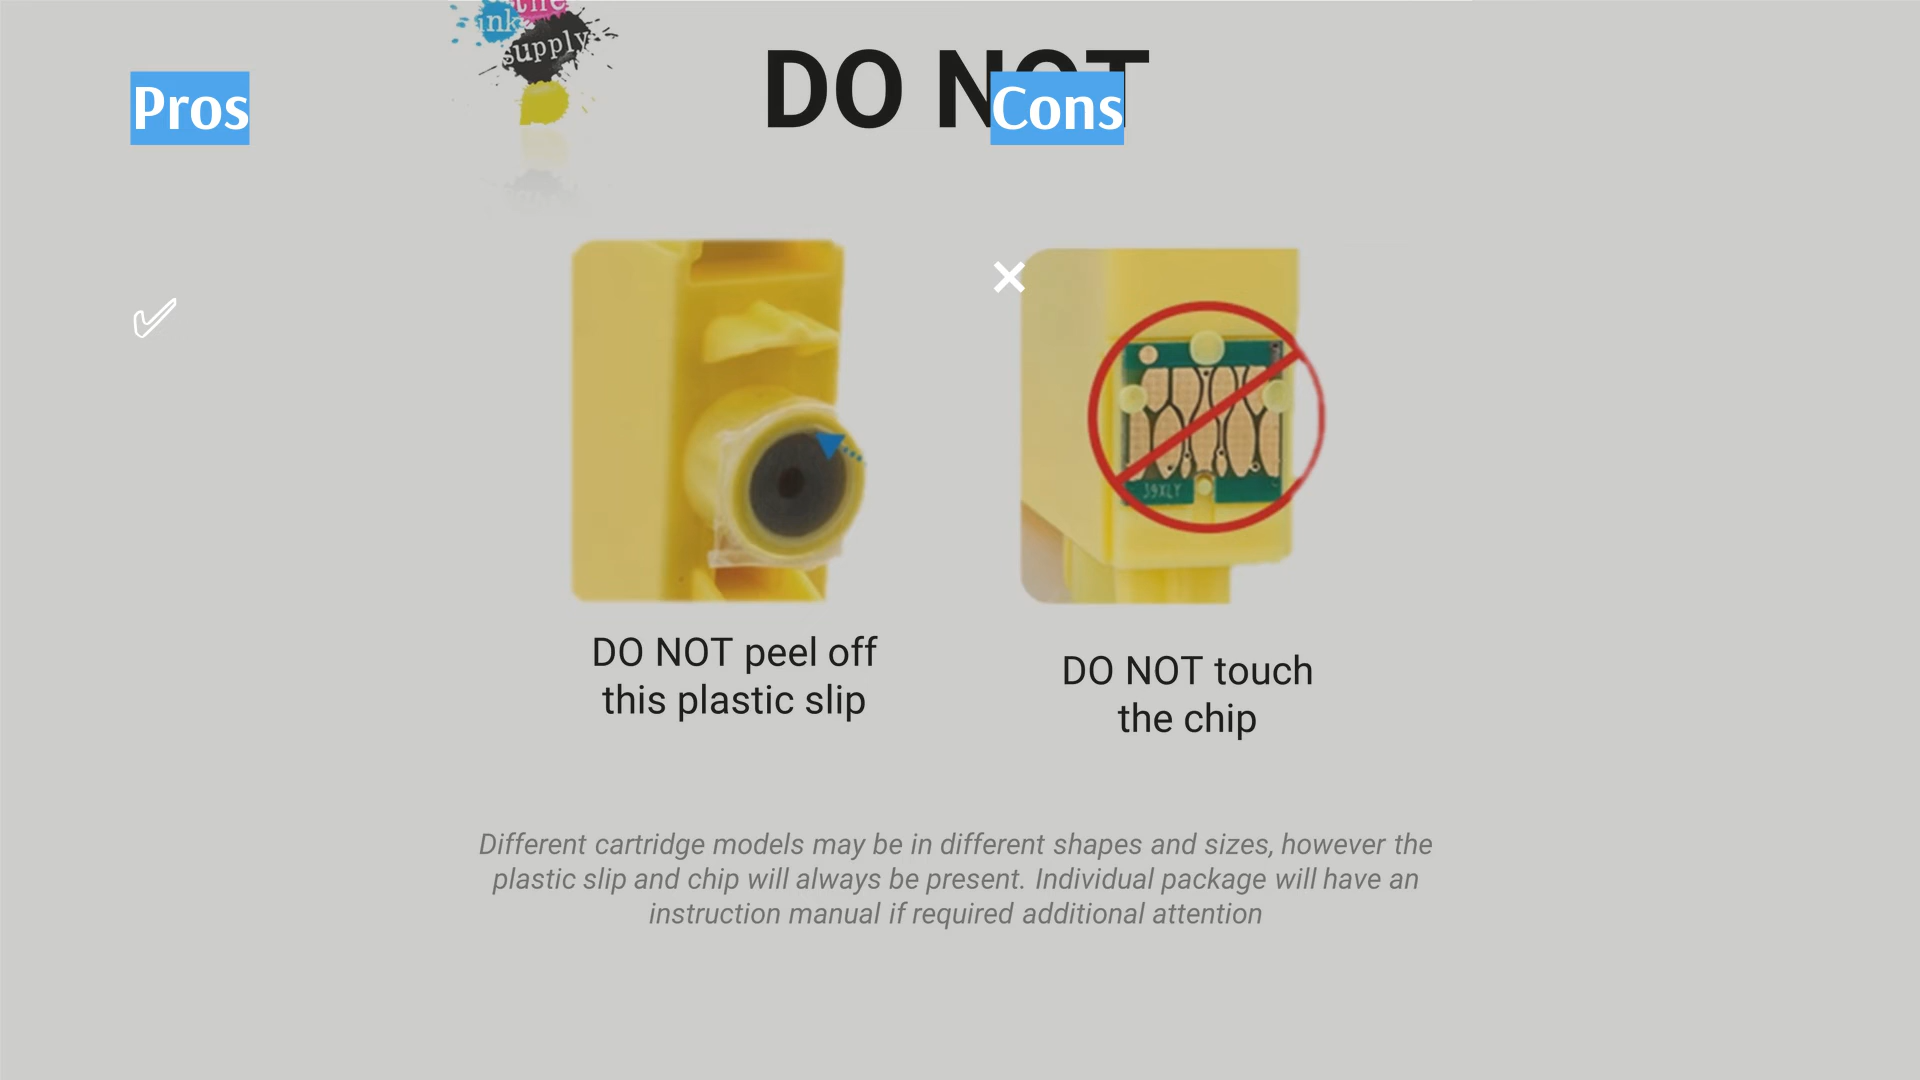 the
ink
supply
DO NOT
Pros
Cons
39XLY
DO NOT peel off
this plastic slip
DO NOT touch
the chip
Different cartridge models may be in different shapes and sizes, however the
plastic slip and chip will always be present. Individual package will have an
instruction manual if required additional attention